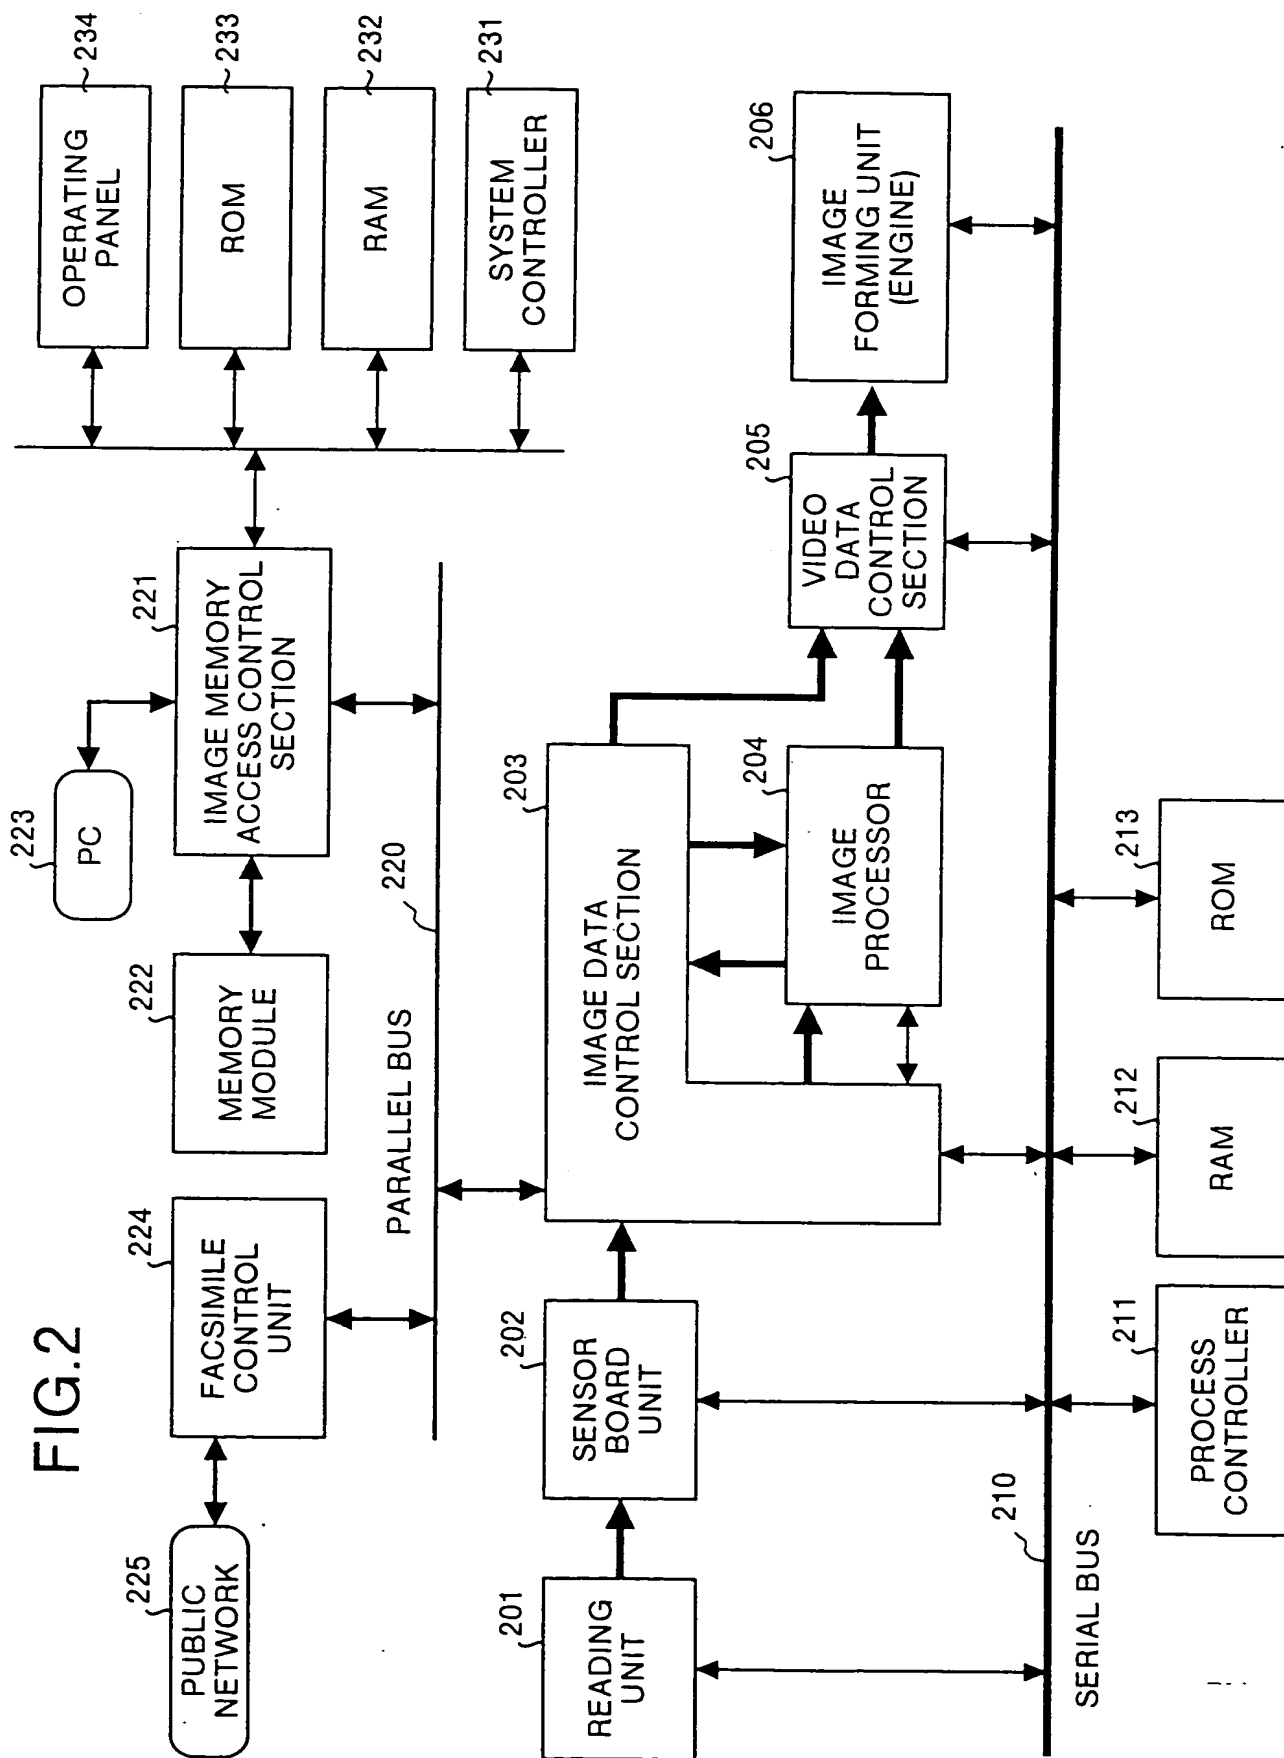 FIG.2
225
PUBLIC
NETWORK
224
FACSIMILE
CONTROL
UNIT
222
MEMORY
MODULE
223
PC
221
IMAGE MEMORY
ACCESS CONTROL
SECTION
234
OPERATING
PANEL
233
ROM
232
RAM
231
SYSTEM
CONTROLLER
PARALLEL BUS
220
201
READING
UNIT
202
SENSOR
BOARD
UNIT
203
IMAGE DATA
CONTROL SECTION
204
IMAGE
PROCESSOR
205
VIDEO
DATA
CONTROL
SECTION
206
IMAGE
FORMING UNIT
(ENGINE)
SERIAL BUS
210
211
PROCESS
CONTROLLER
212
RAM
213
ROM